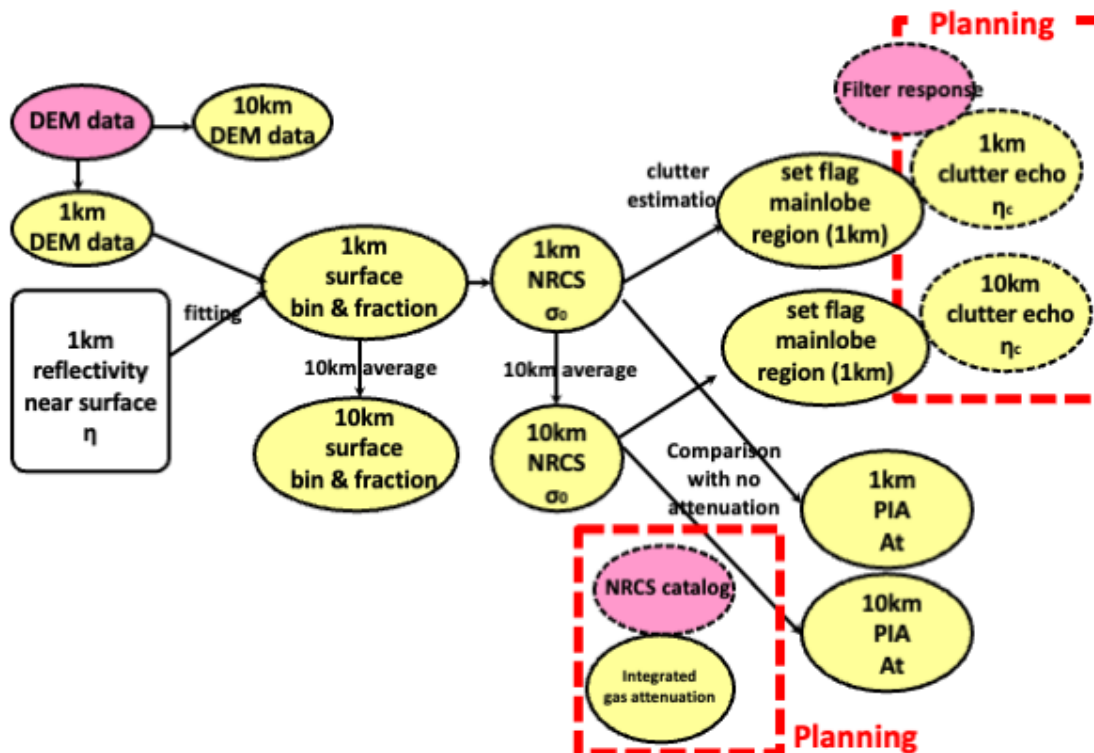 Planning
Filter response
DEM data
10km
DEM data
1km
clutter echo
ηc
clutter
estimatio
set flag
mainlobe
region (1km)
1km
DEM data
1km
surface
bin & fraction
1km
NRCS
σ0
10km
clutter echo
ηc
fitting
1km
reflectivity
near surface
η
set flag
mainlobe
region (1km)
10km average
10km average
10km
surface
bin & fraction
10km
NRCS
σ0
Comparison
with no
attenuation
1km
PIA
At
NRCS catalog
10km
PIA
At
Integrated
gas attenuation
Planning